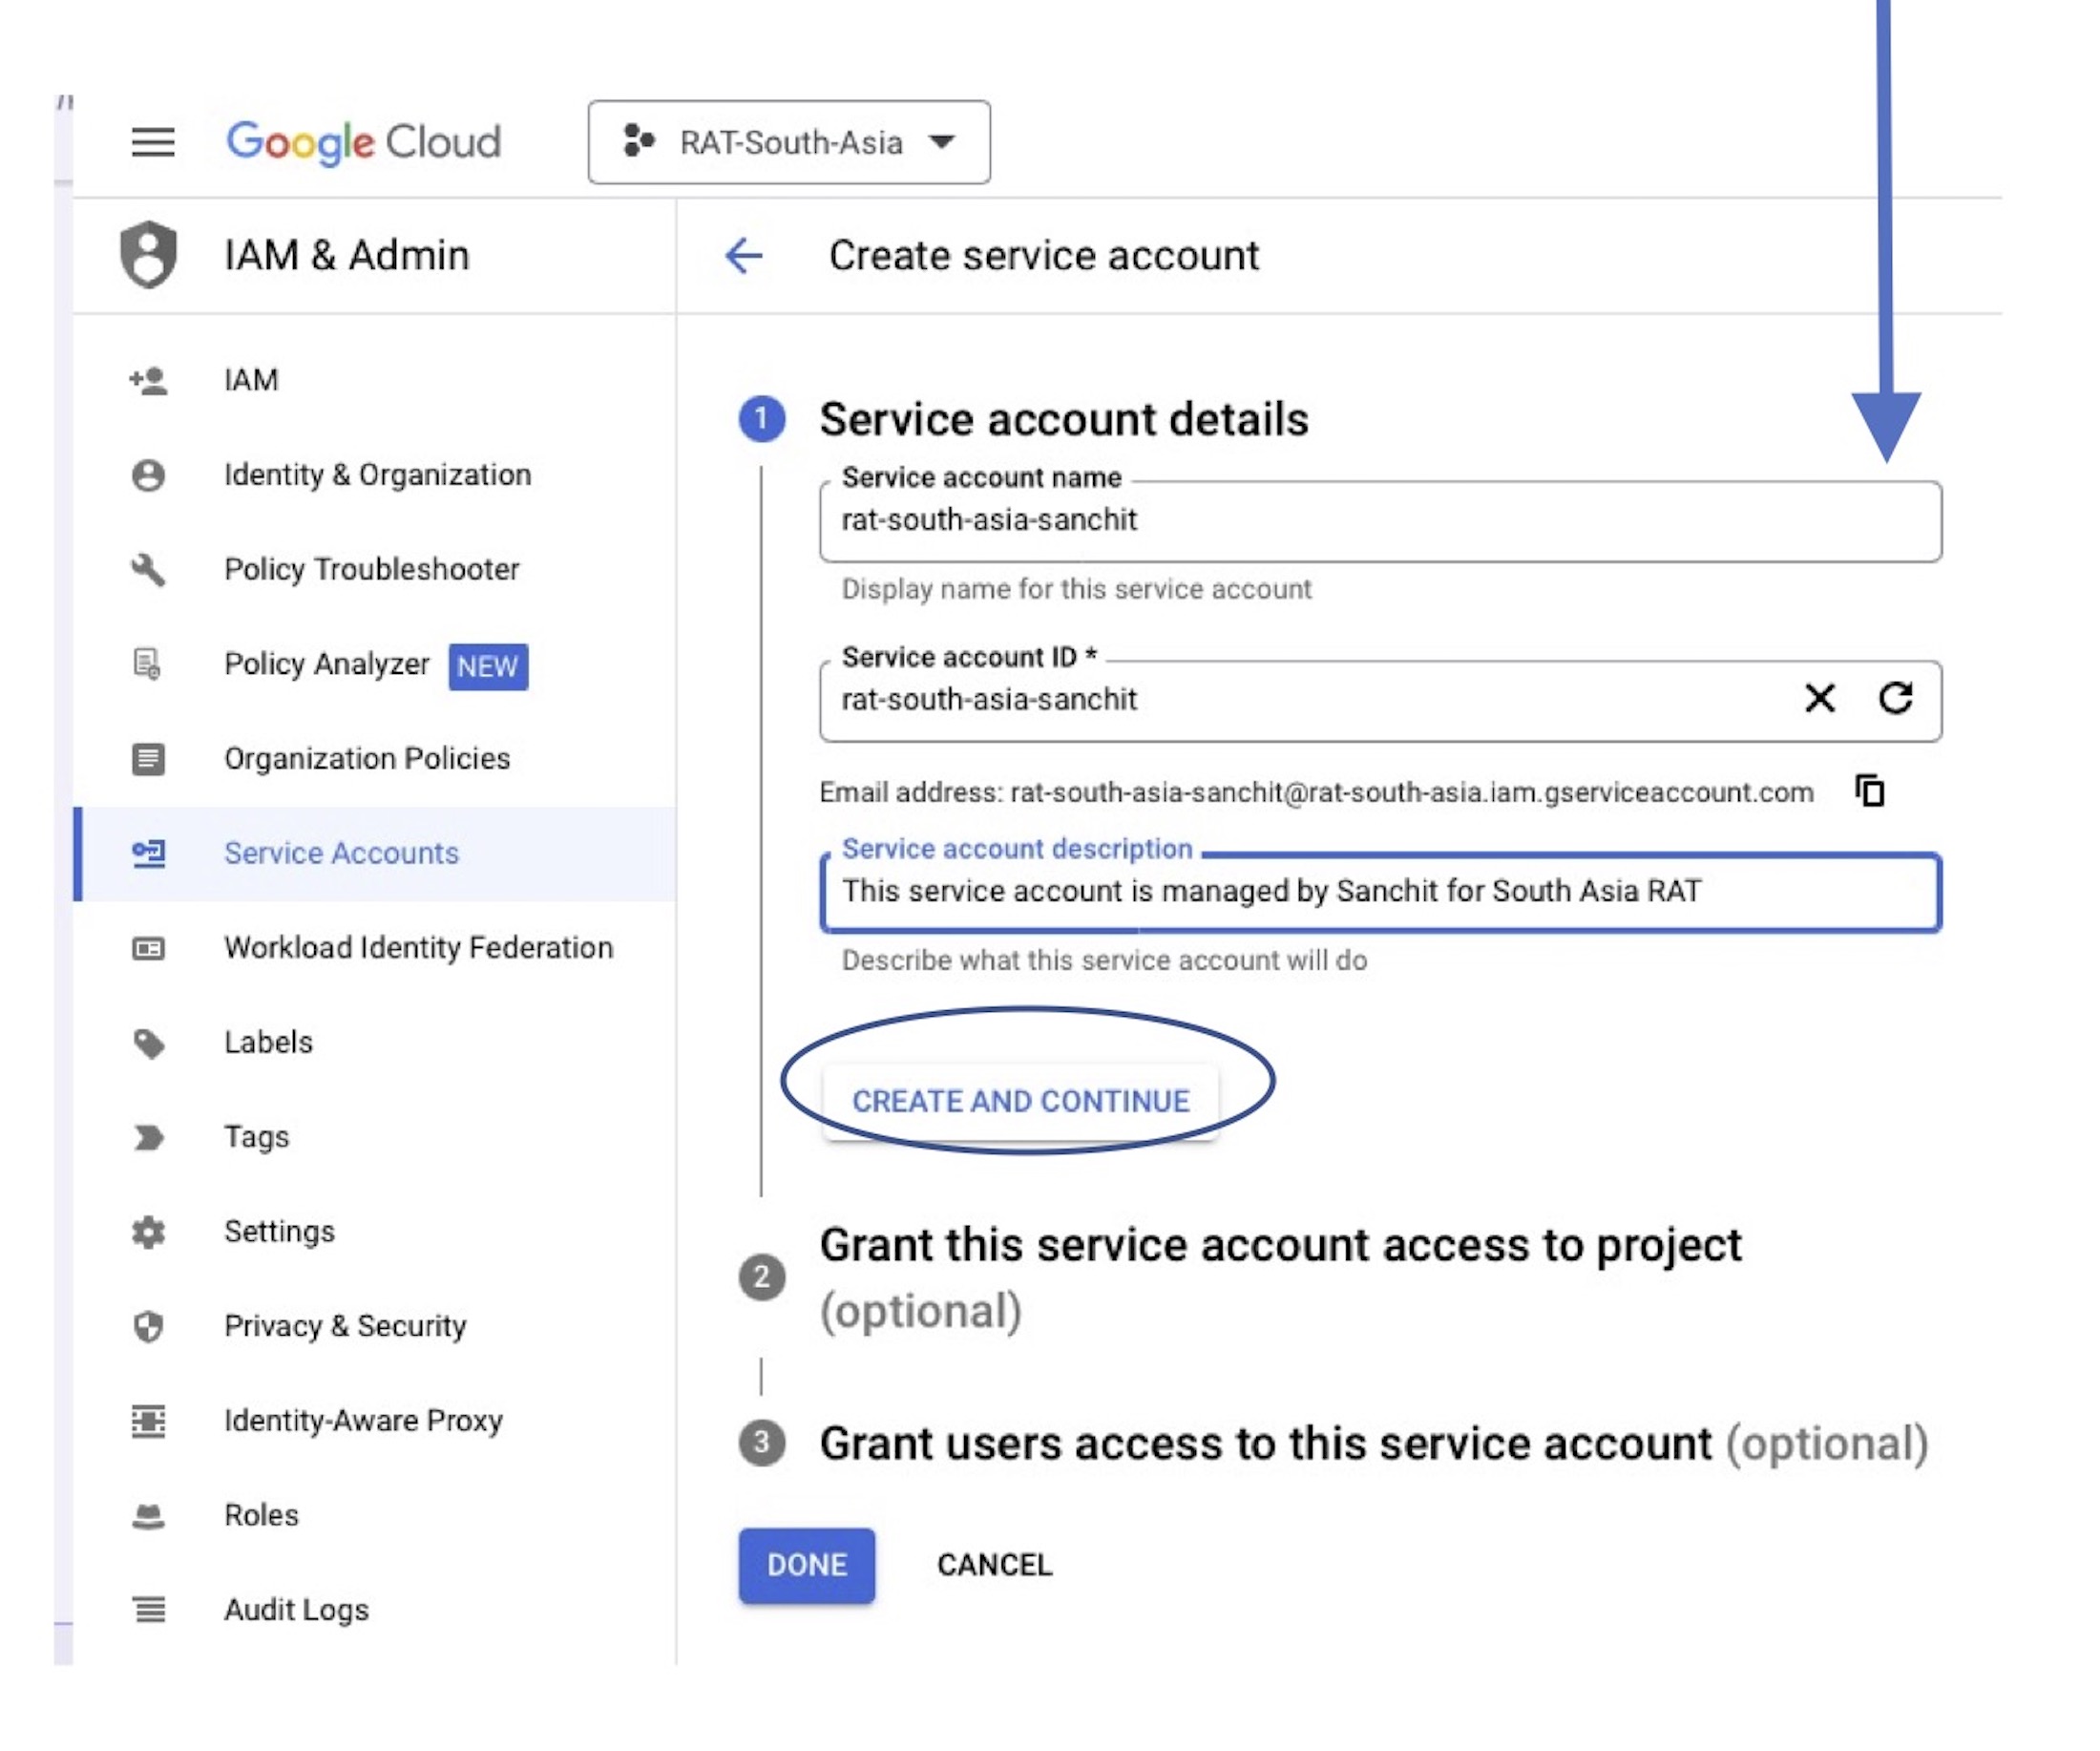 Google Cloud
RAT-South-Asia
IAM & Admin
Create service account
IAM
Identity & Organization
Policy Troubleshooter
Policy Analyzer NEW
Organization Policies
Service Accounts
Workload Identity Federation
Labels
Tags
Settings
Privacy & Security
Identity-Aware Proxy
Roles
Audit Logs
1 Service account details
Service account name
rat-south-asia-sanchit
Display name for this service account
Service account ID *
rat-south-asia-sanchit
Email address: rat-south-asia-sanchit@rat-south-asia.iam.gserviceaccount.com
Service account description
This service account is managed by Sanchit for South Asia RAT
Describe what this service account will do
CREATE AND CONTINUE
2 Grant this service account access to project
(optional)
3 Grant users access to this service account (optional)
DONE CANCEL